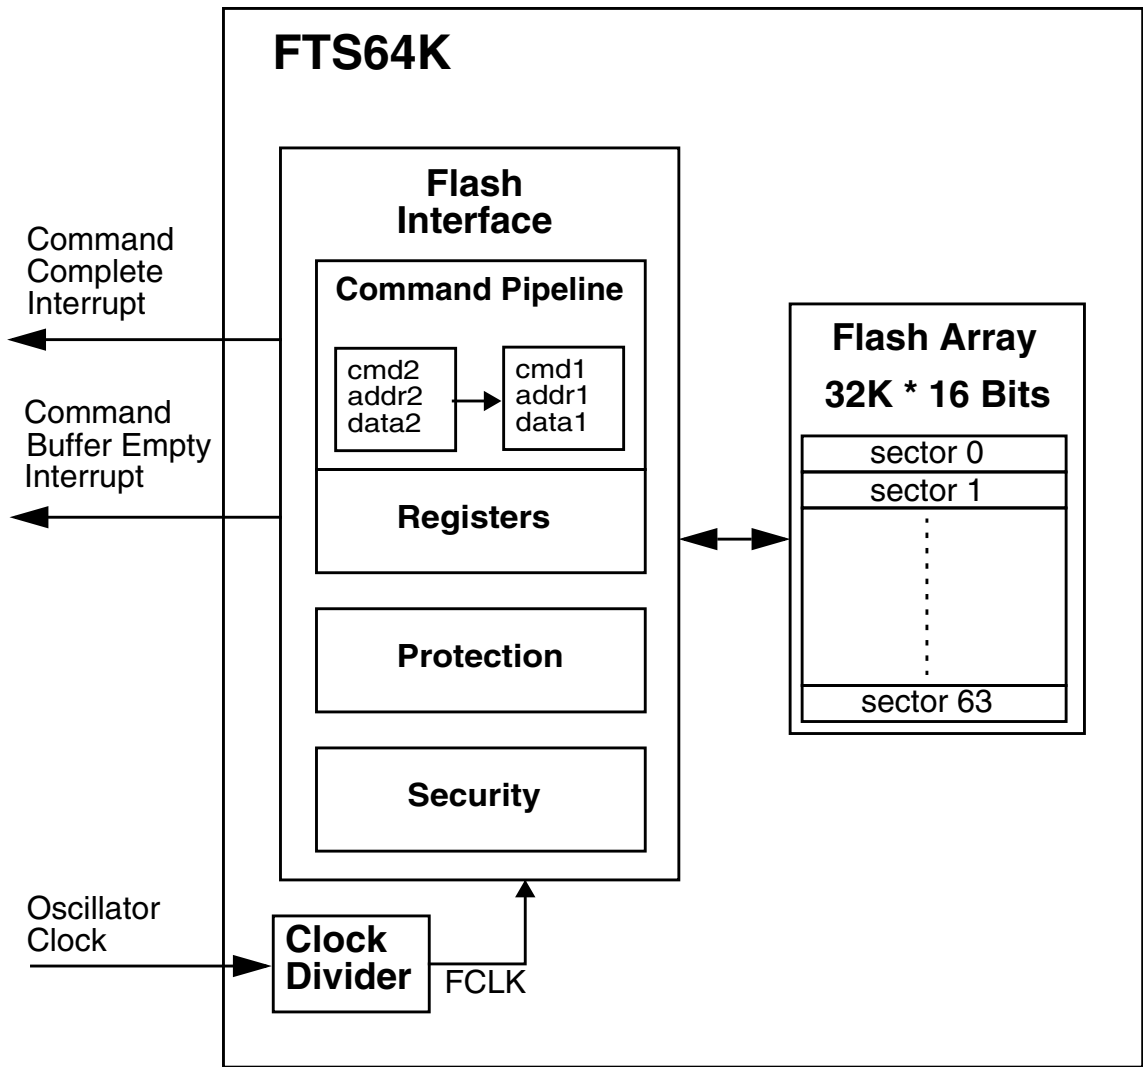 FTS64K
Flash
Interface
Command Pipeline
cmd2
addr2
data2
cmd1
addr1
data1
Registers
Protection
Security
Command
Complete
Interrupt
Command
Buffer Empty
Interrupt
Flash Array
32K * 16 Bits
sector 0
sector 1
sector 63
Oscillator
Clock
Clock
Divider
FCLK